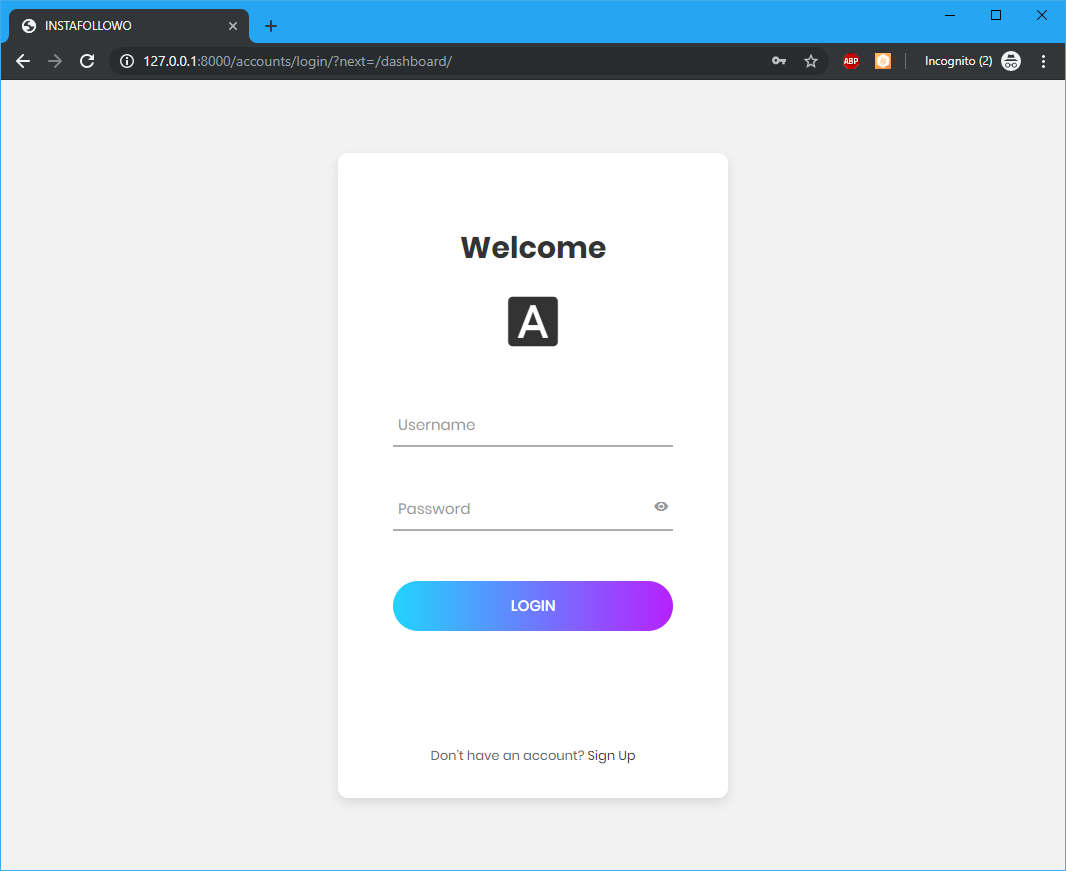 INSTAFOLLOWO
127.0.0.1:8000/accounts/login/?next=/dashboard/
ABP
Incognito (2)
Welcome
A
Username
Password
LOGIN
Don't have an account? Sign Up